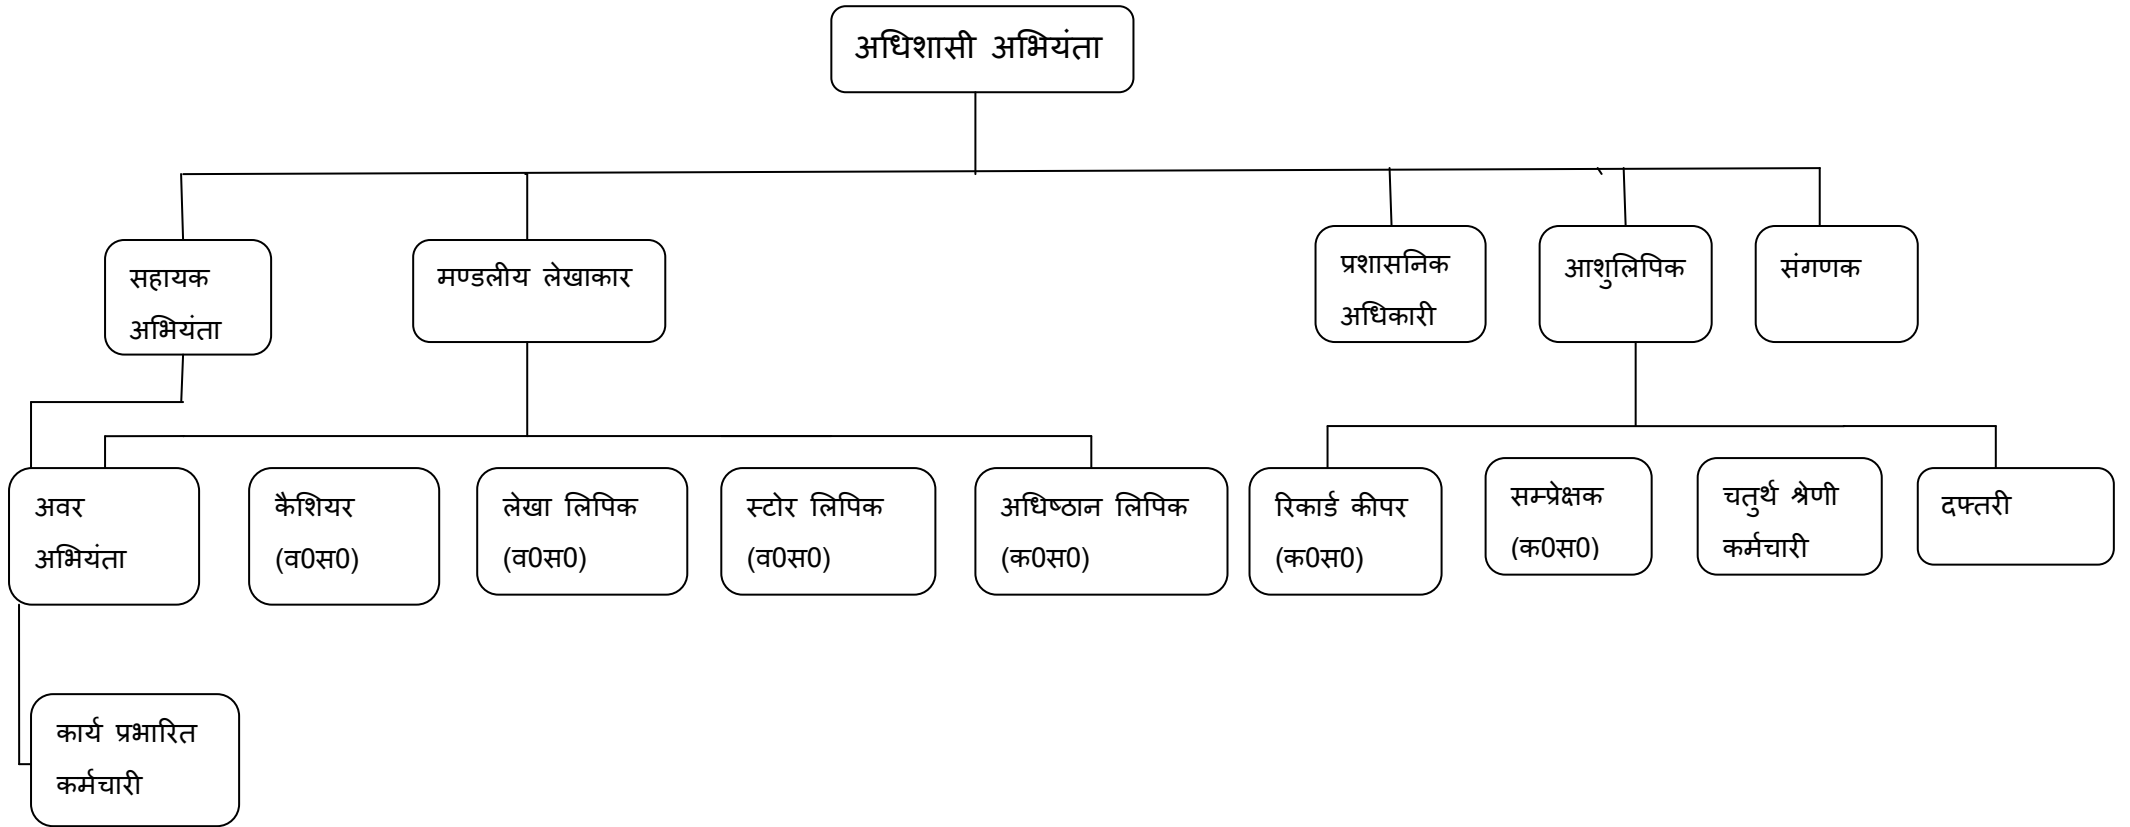 अधिशासी अभियंता
सहायक
अभियंता
मण्डलीय लेखाकार
प्रशासनिक
अधिकारी
आशुलिपिक
संगणक
अवर
अभियंता
कैशियर
(व0स0)
लेखा लिपिक
(व0स0)
स्टोर लिपिक
(व0स0)
अधिष्ठान लिपिक
(क0स0)
रिकार्ड कीपर
(क0स0)
सम्प्रेक्षक
(क0स0)
चतुर्थ श्रेणी
कर्मचारी
दफ्तरी
कार्य प्रभारित
कर्मचारी